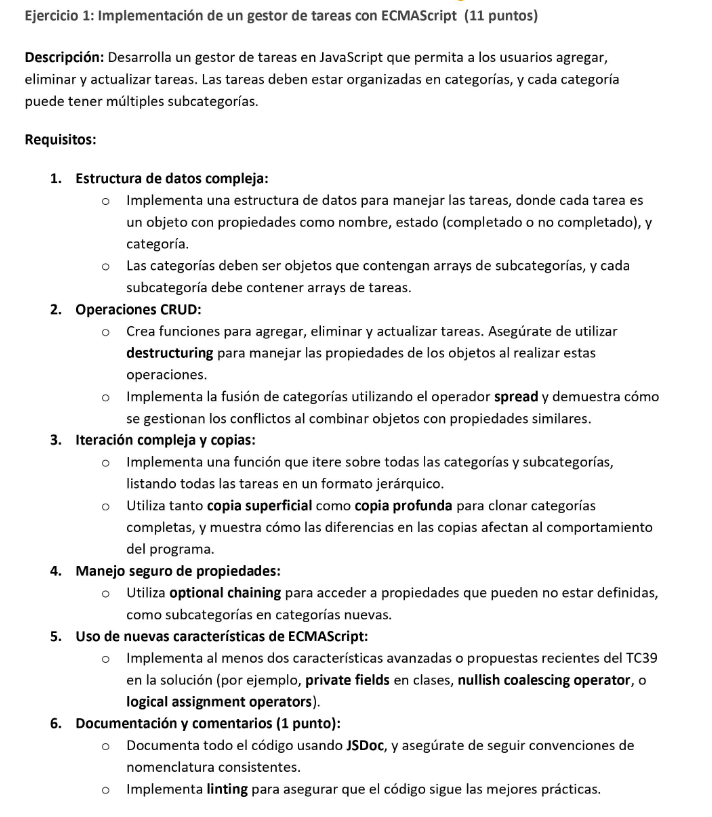 Ejercicio 1: Implementación de un gestor de tareas con ECMAScript (11 puntos)
Descripción: Desarrolla un gestor de tareas en JavaScript que permita a los usuarios agregar,
eliminar y actualizar tareas. Las tareas deben estar organizadas en categorías, y cada categoría
puede tener múltiples subcategorías.
Requisitos:
1. Estructura de datos compleja:
o Implementa una estructura de datos para manejar las tareas, donde cada tarea es
un objeto con propiedades como nombre, estado (completado o no completado), y
categoría.
o Las categorías deben ser objetos que contengan arrays de subcategorías, y cada
subcategoría debe contener arrays de tareas.
2. Operaciones CRUD:
o Crea funciones para agregar, eliminar y actualizar tareas. Asegúrate de utilizar
destructuring para manejar las propiedades de los objetos al realizar estas
operaciones.
o Implementa la fusión de categorías utilizando el operador spread y demuestra cómo
se gestionan los conflictos al combinar objetos con propiedades similares.
3. Iteración compleja y copias:
o Implementa una función que itere sobre todas las categorías y subcategorías,
listando todas las tareas en un formato jerárquico.
o Utiliza tanto copia superficial como copia profunda para clonar categorías
completas, y muestra cómo las diferencias en las copias afectan al comportamiento
del programa.
4. Manejo seguro de propiedades:
o Utiliza optional chaining para acceder a propiedades que pueden no estar definidas,
como subcategorías en categorías nuevas.
5. Uso de nuevas características de ECMAScript:
o Implementa al menos dos características avanzadas o propuestas recientes del TC39
en la solución (por ejemplo, private fields en clases, nullish coalescing operator, o
logical assignment operators).
6. Documentación y comentarios (1 punto):
o Documenta todo el código usando JSDoc, y asegúrate de seguir convenciones de
nomenclatura consistentes.
o Implementa linting para asegurar que el código sigue las mejores prácticas.